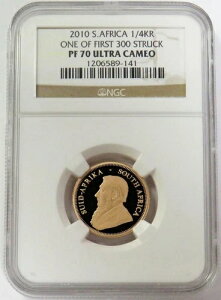 2010 S.AFRICA 1/4KR
ONE OF FIRST 300 STRUCK
PF 70 ULTRA CAMEO
1206589-141
NGC
SUID-AFRIKA · SOUTH AFRICA